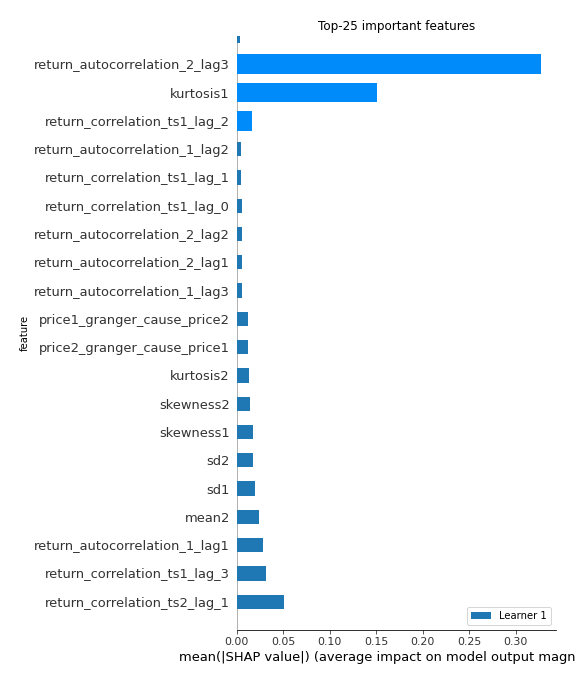 Top-25 important features
return_autocorrelation_2_lag3
kurtosis1
return_correlation_ts1_lag_2
return_autocorrelation_1_lag2
return_correlation_ts1_lag_1
return_correlation_ts1_lag_0
return_autocorrelation_2_lag2
return_autocorrelation_2_lag1
return_autocorrelation_1_lag3
price1_granger_cause_price2
price2_granger_cause_price1
kurtosis2
skewness2
skewness1
sd2
sd1
mean2
return_autocorrelation_1_lag1
return_correlation_ts1_lag_3
return_correlation_ts2_lag_1
feature
Learner 1
0.00 0.05 0.10 0.15 0.20 0.25 0.30
mean(|SHAP value|) (average impact on model output magn